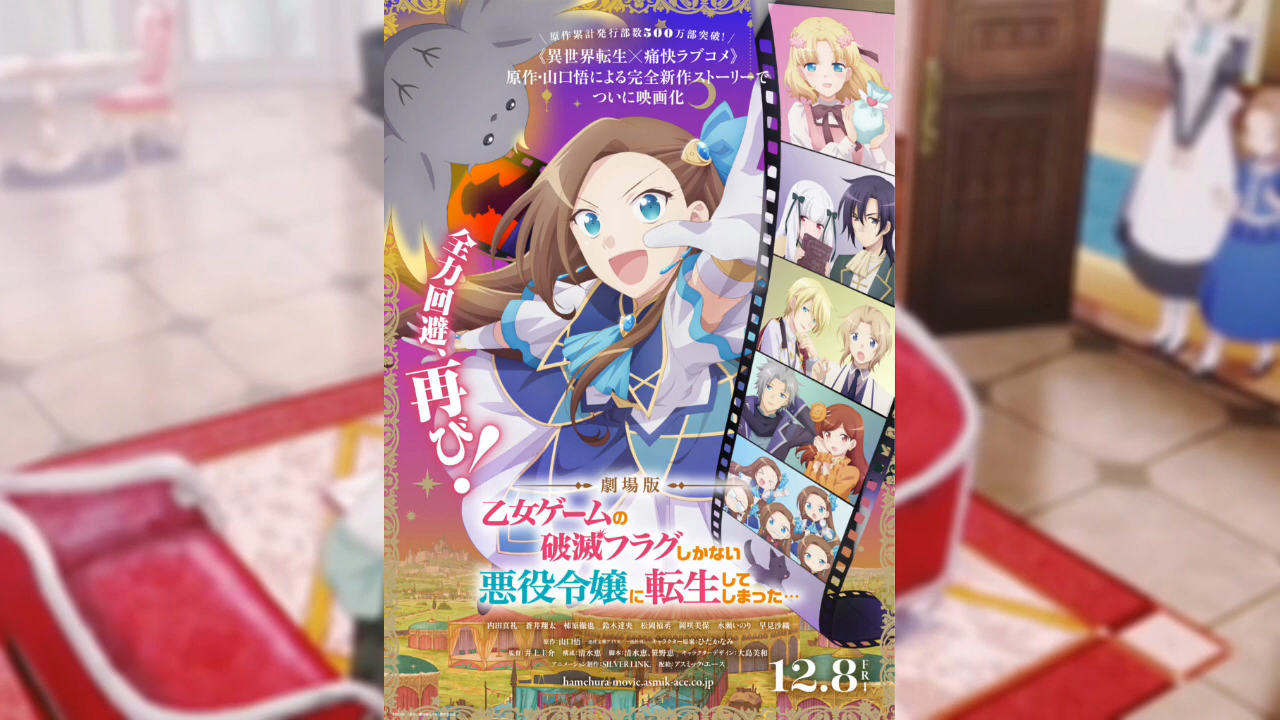 原作累計発行部数500万部突破!
《異世界転生×痛快ラブコメ》
原作・山口悟による完全新作ストーリーで
ついに映画化
全力回避、再び!
劇場版
乙女ゲームの
破滅フラグしかない
悪役令嬢に転生して
しまった…
内田真礼 蒼井翔太 柿原徹也 鈴木達央 松岡禎丞 岡咲美保 水瀬いのり 早見沙織
原作:山口悟 キャラクター原案:ひだかなみ
監督:井上圭介 構成:清水恵 脚本:清水恵、笹野恵 キャラクターデザイン:大島美和
アニメーション制作:SILVER LINK. 配給:アスミック・エース
hamehura-movie.asmik-ace.co.jp
12.8 FRI